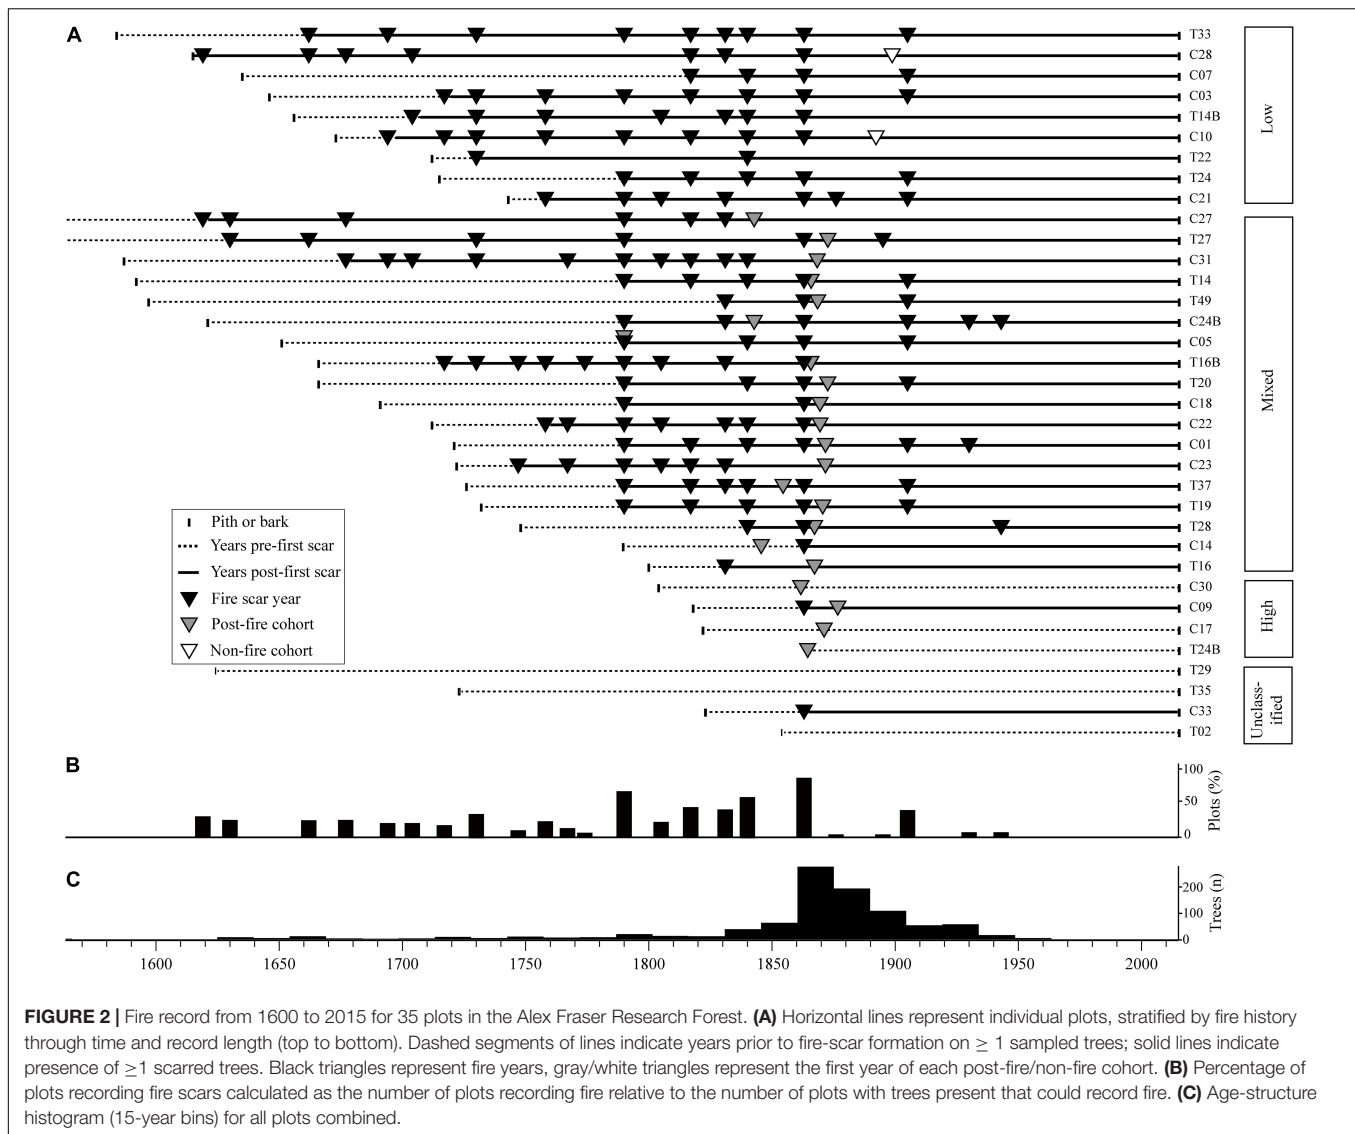 A
T33
C28
C07
C03
T14B
C10
T22
T24
C21
Low
C27
T27
C31
T14
T49
C24B
C05
T16B
T20
C18
C22
C01
C23
T37
T19
T28
C14
T16
Mixed
C30
C09
C17
T24B
High
T29
T35
C33
T02
Unclass-
ified
Pith or bark
Years pre-first scar
Years post-first scar
Fire scar year
Post-fire cohort
Non-fire cohort
B
100
50
0
Plots (%)
C
200
100
0
Trees (n)
1600 1650 1700 1750 1800 1850 1900 1950 2000
FIGURE 2 | Fire record from 1600 to 2015 for 35 plots in the Alex Fraser Research Forest. (A) Horizontal lines represent individual plots, stratified by fire history
through time and record length (top to bottom). Dashed segments of lines indicate years prior to fire-scar formation on ≥ 1 sampled trees; solid lines indicate
presence of ≥1 scarred trees. Black triangles represent fire years, gray/white triangles represent the first year of each post-fire/non-fire cohort. (B) Percentage of
plots recording fire scars calculated as the number of plots recording fire relative to the number of plots with trees present that could record fire. (C) Age-structure
histogram (15-year bins) for all plots combined.